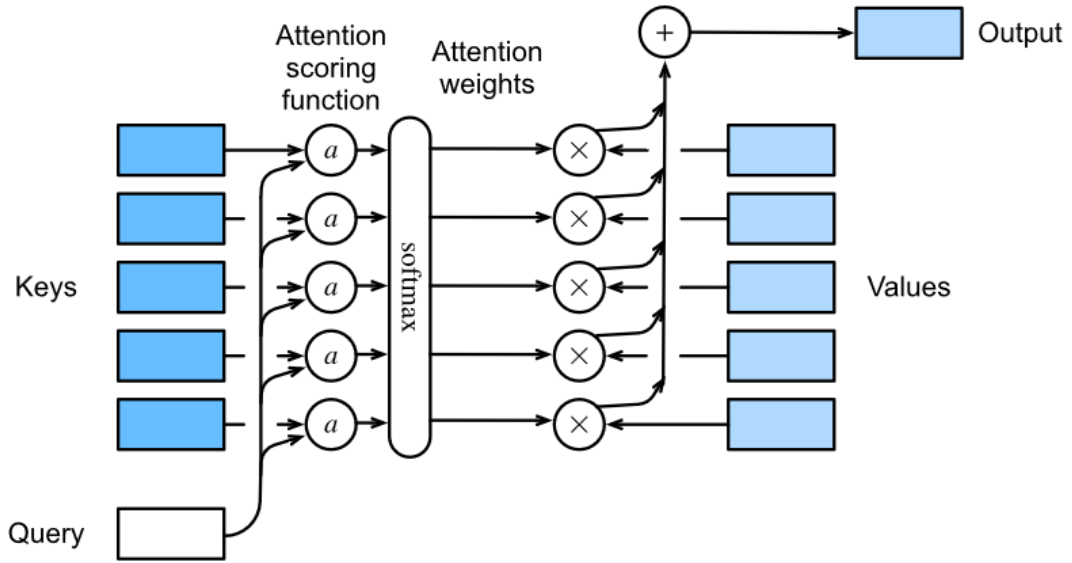 Attention
scoring
function
Attention
weights
+
Output
a
×
a
×
Keys
a
softmax
×
Values
a
×
a
×
Query